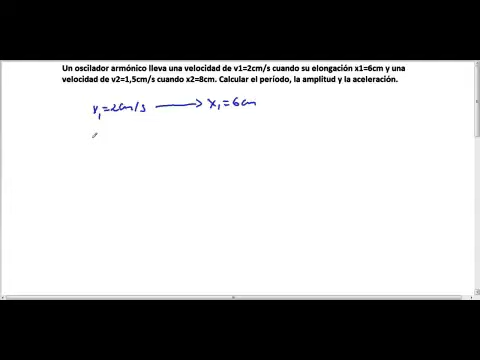 Un oscilador armónico lleva una velocidad de v1=2cm/s cuando su elongación x1=6cm y una
velocidad de v2=1,5cm/s cuando x2=8cm. Calcular el período, la amplitud y la aceleración.
v₁=2cm/s ⟶ x₁=6cm